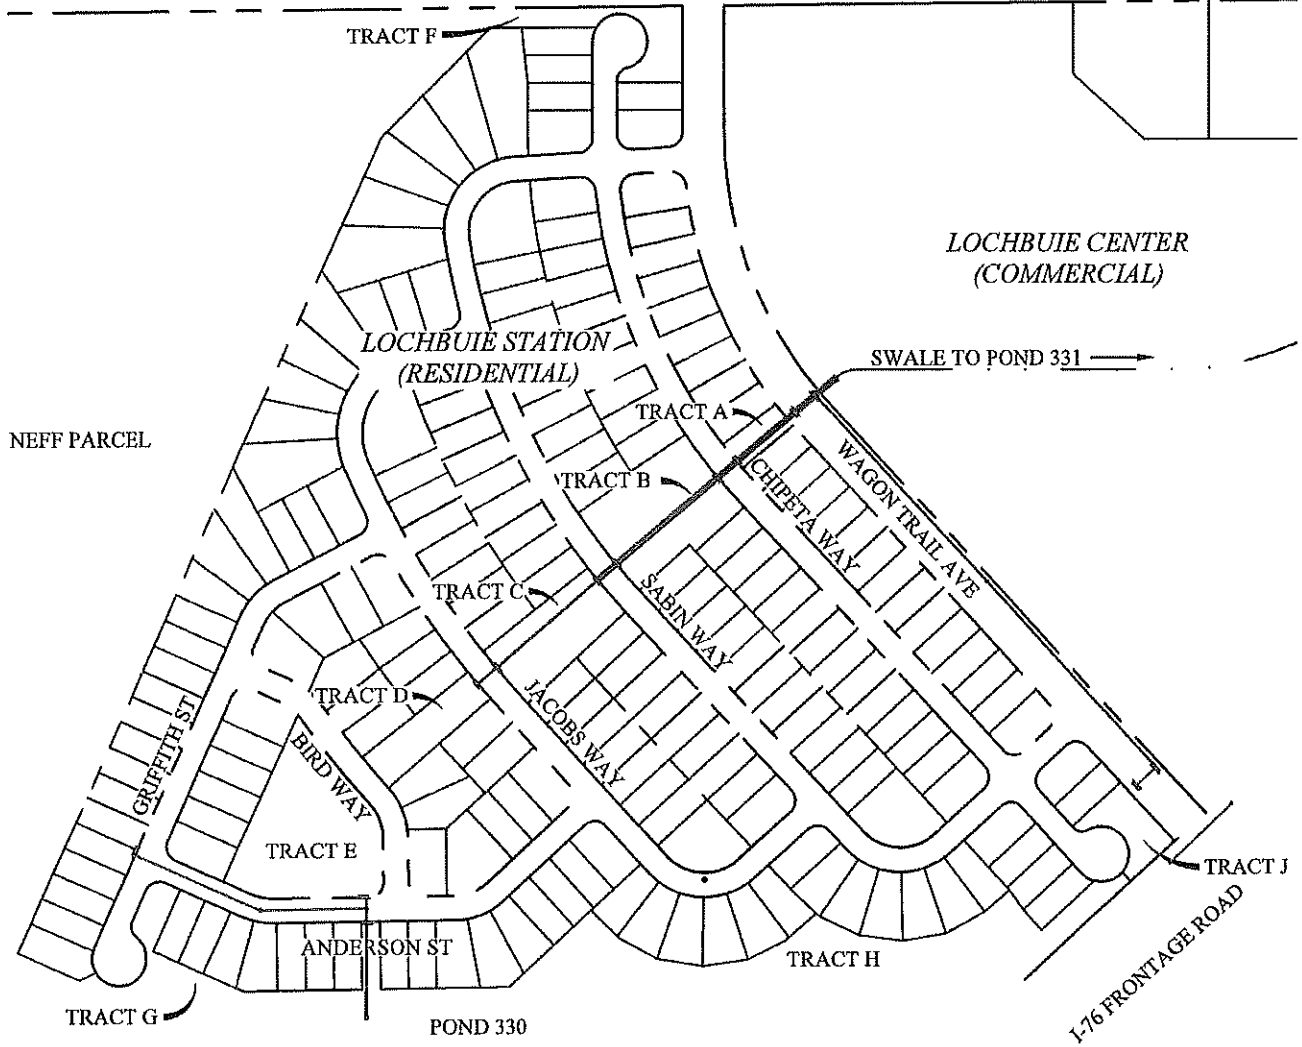 TRACT F
LOCHBUIE CENTER
(COMMERCIAL)
LOCHBUIE STATION
(RESIDENTIAL)
SWALE TO POND 331
TRACT A
NEFF PARCEL
WAGON TRAIL AVE
CHIPETA WAY
TRACT B
TRACT C
SABIN WAY
TRACT D
JACOBS WAY
GRIFFITH ST
BIRD WAY
TRACT E
TRACT J
ANDERSON ST
TRACT H
I-76 FRONTAGE ROAD
TRACT G
POND 330